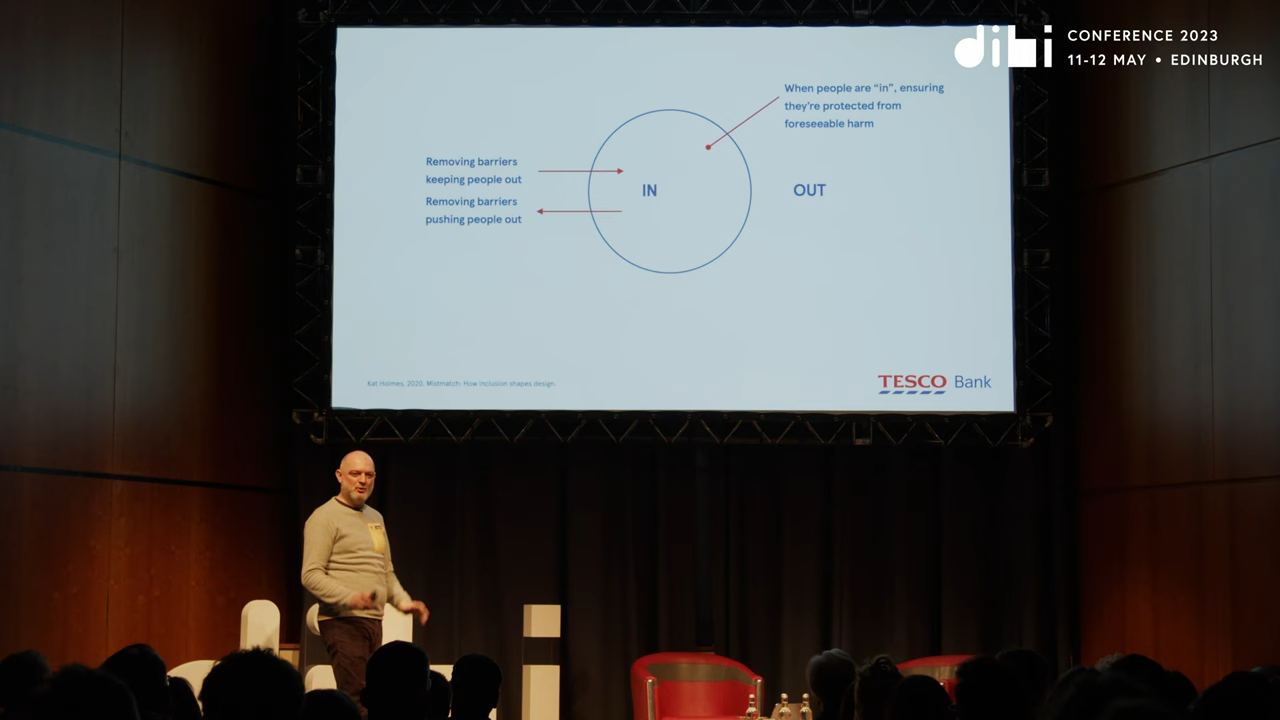 dibi
CONFERENCE 2023
11-12 MAY • EDINBURGH
When people are “in”, ensuring
they're protected from
foreseeable harm
Removing barriers
keeping people out
Removing barriers
pushing people out
IN
OUT
Kat Holmes, 2020, Mistmatch: How inclusion shapes design.
TESCO Bank